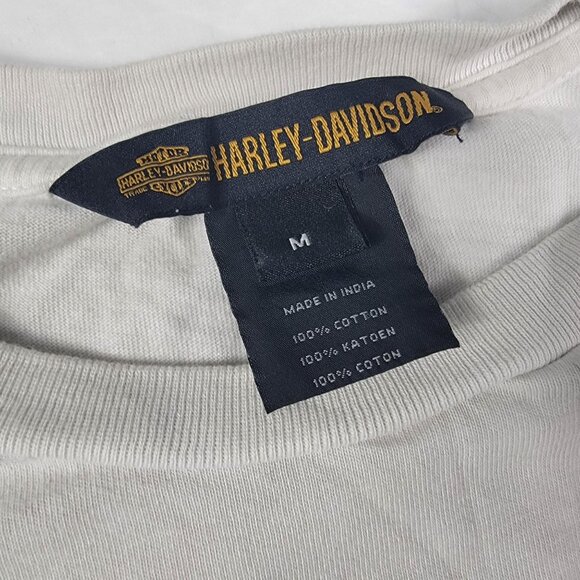 MOTOR
HARLEY-DAVIDSON
CYCLES
HARLEY-DAVIDSON
M
MADE IN INDIA
100% COTTON
100% KATOEN
100% COTON